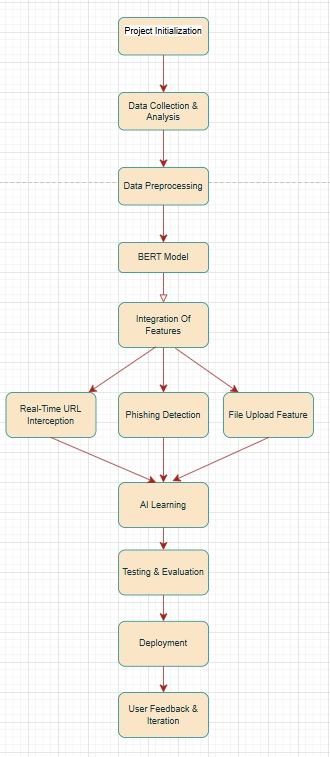 Project Initialization
Data Collection &
Analysis
Data Preprocessing
BERT Model
Integration Of
Features
Real-Time URL
Interception
Phishing Detection
File Upload Feature
AI Learning
Testing & Evaluation
Deployment
User Feedback &
Iteration